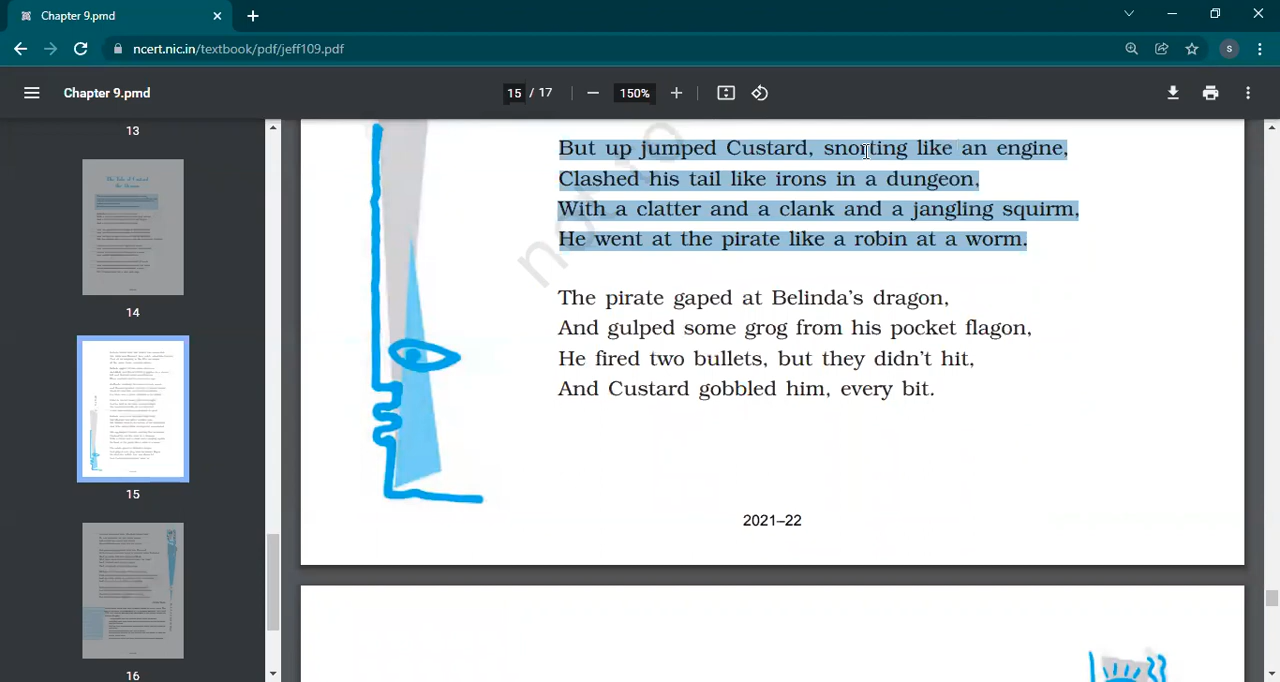 Chapter 9.pmd
ncert.nic.in/textbook/pdf/jeff109.pdf
S
Chapter 9.pmd
15 / 17
150%
13
14
15
16
But up jumped Custard, snorting like an engine,
Clashed his tail like irons in a dungeon,
With a clatter and a clank and a jangling squirm,
He went at the pirate like a robin at a worm.
The pirate gaped at Belinda's dragon,
And gulped some grog from his pocket flagon,
He fired two bullets, but they didn't hit,
And Custard gobbled him, every bit.
2021–22